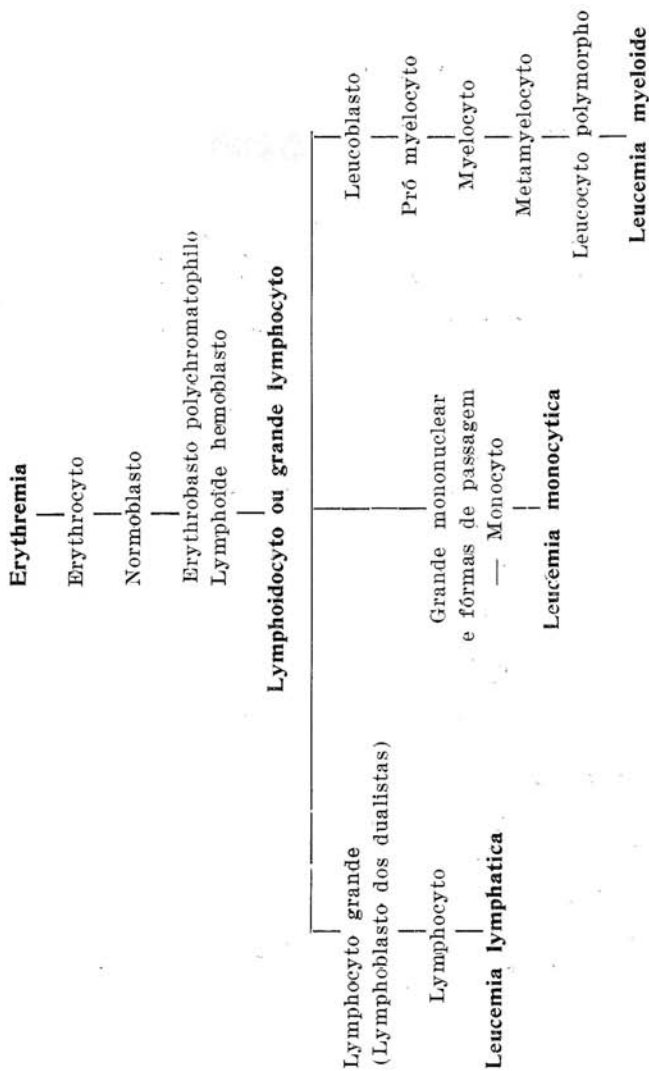 Erythremia
Erythrocyto
Normoblasto
Erythrobasto polychromatophilo
Lymphoide hemoblasto
Lymphoidocyto ou grande lymphocyto
Lymphocyto grande
(Lymphoblasto dos dualistas)
Lymphocyto
Leucemia lymphatica
Grande mononuclear
e fórmas de passagem
— Monocyto
Leucemia monocytica
Leucoblasto
Pró myelocyto
Myelocyto
Metamyelocyto
Leucocyto polymorpho
Leucemia myeloide